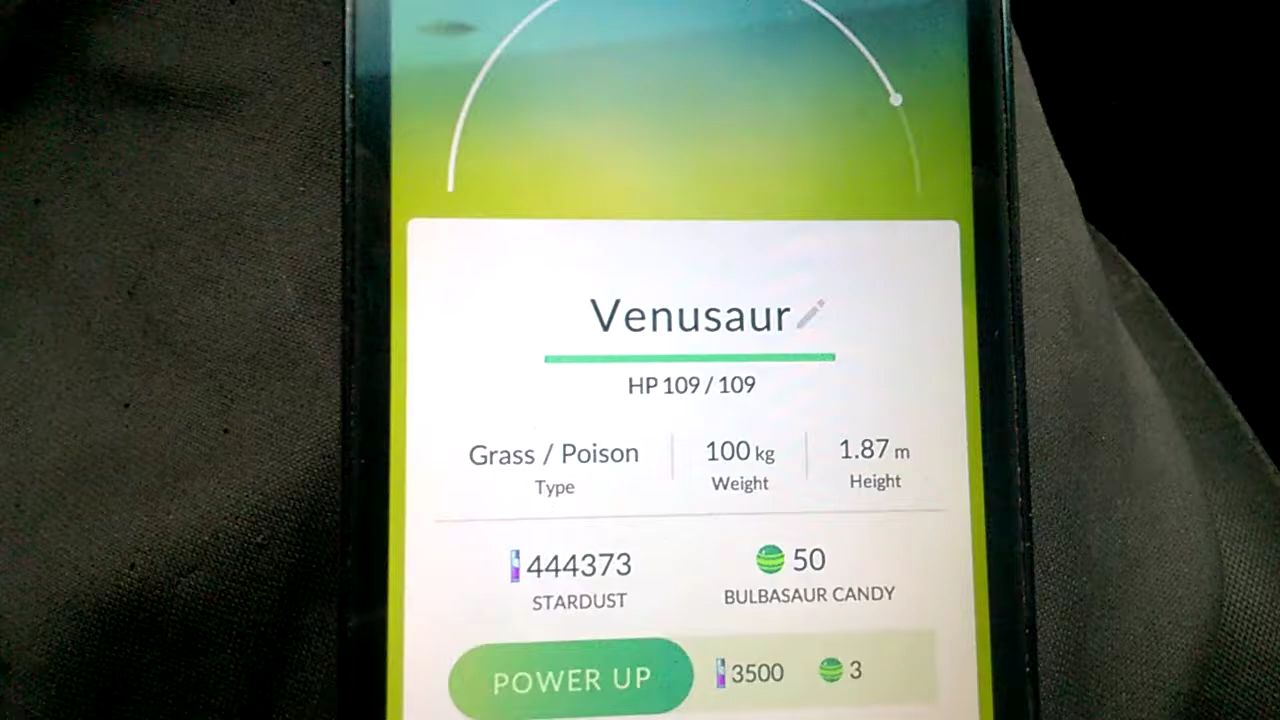 Venusaur
HP 109 / 109
Grass / Poison
Type
100 kg
Weight
1.87 m
Height
444373
STARDUST
50
BULBASAUR CANDY
POWER UP
3500
3